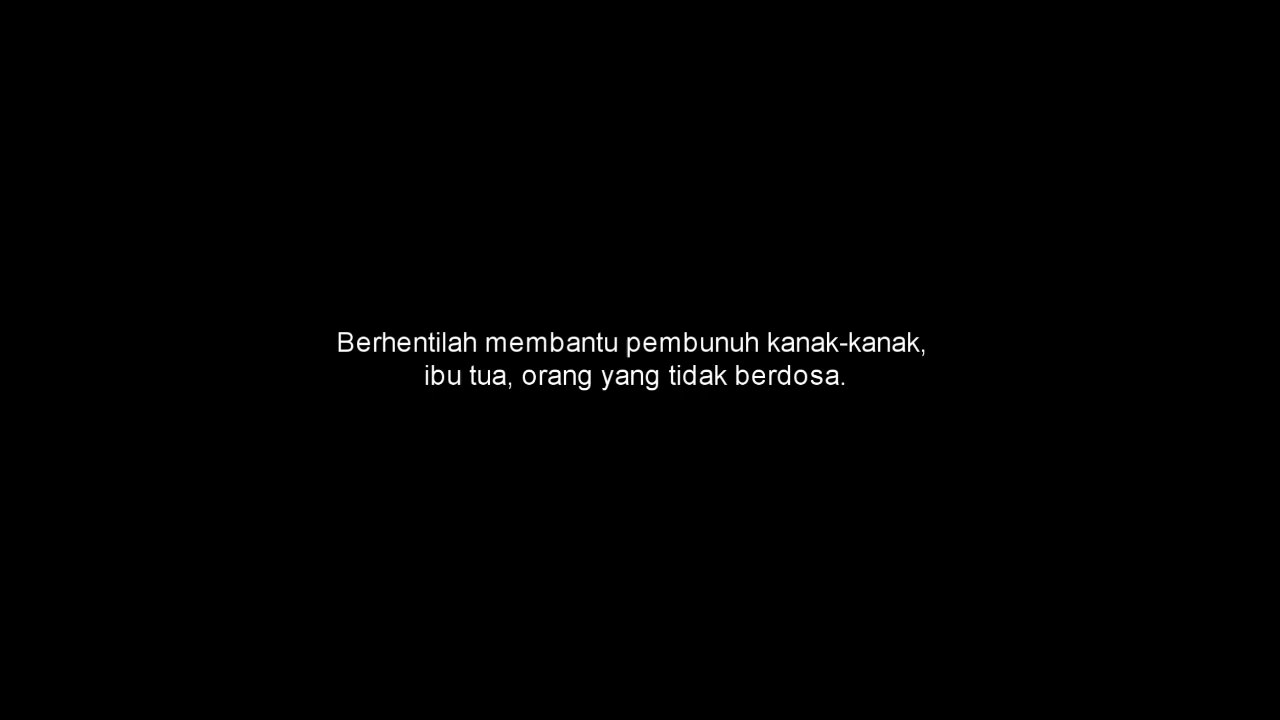 Berhentilah membantu pembunuh kanak-kanak,
ibu tua, orang yang tidak berdosa.